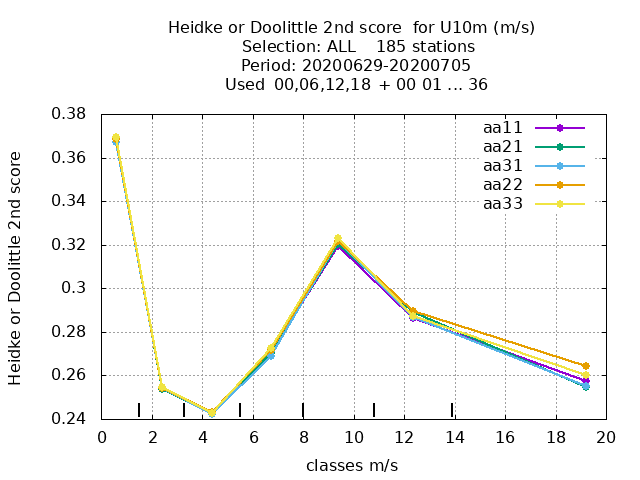 Heidke or Doolittle 2nd score  for U10m (m/s)
Selection: ALL    185 stations
Period: 20200629-20200705
Used  00,06,12,18  + 00 01 ... 36
0.38
0.36
0.34
0.32
0.3
0.28
0.26
0.24
Heidke or Doolittle 2nd score
aa11
aa21
aa31
aa22
aa33
0 2 4 6 8 10 12 14 16 18 20
classes m/s